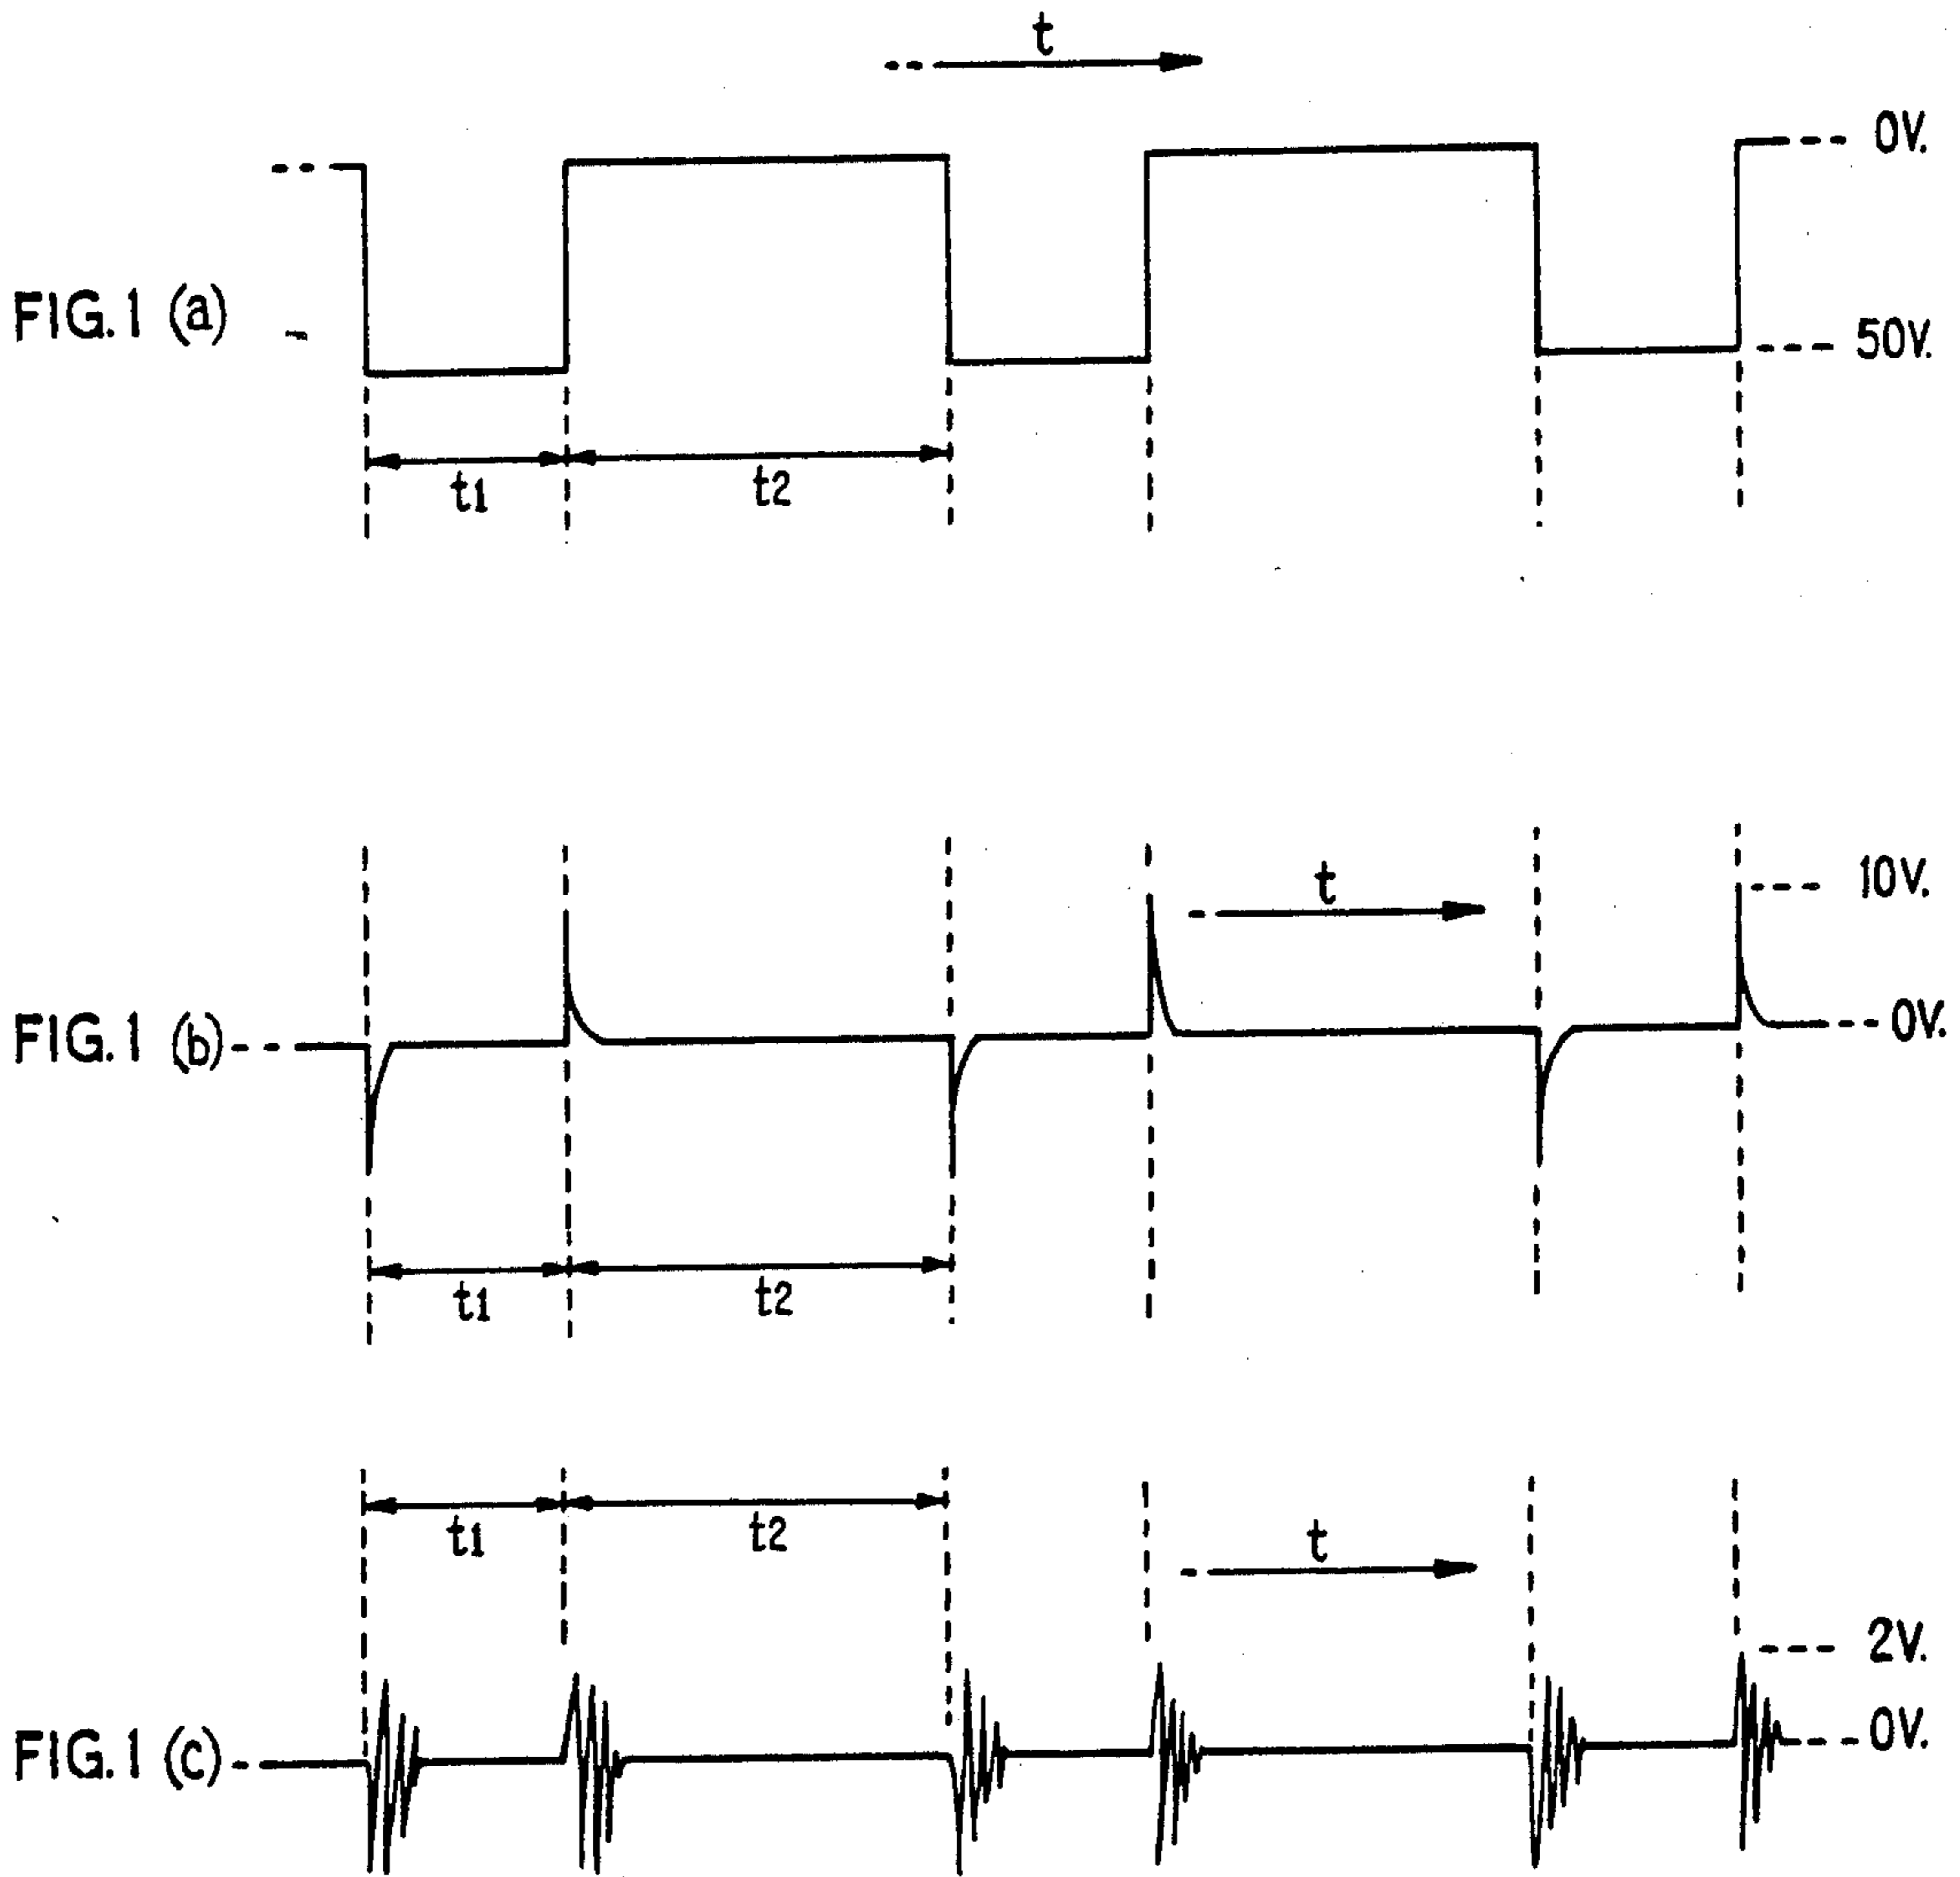 t
0V.
FIG.1 (a)
50V.
t1 t2
10V.
t
FIG.1 (b)
0V.
t1 t2
t1 t2
t
2V.
FIG.1 (c)
0V.